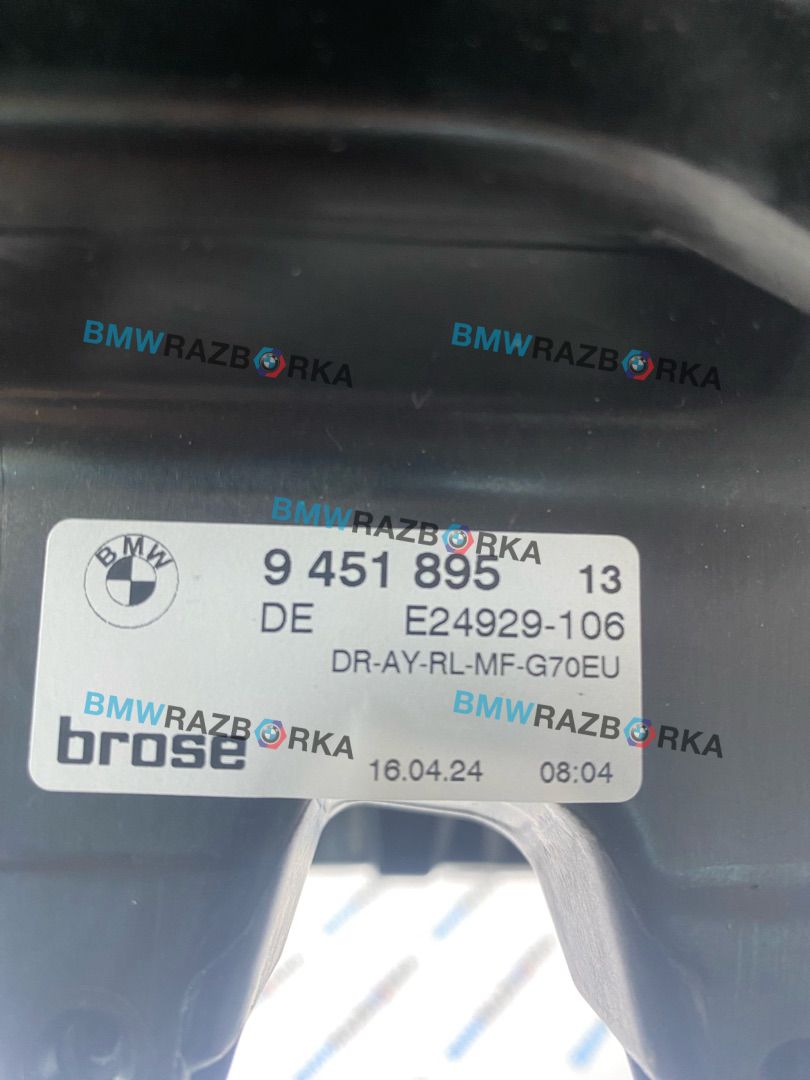 BMWRAZBORKA
BMWRAZBORKA
BMWRAZBORKA
BMW
9 451 895 13
DE E24929-106
DR-AY-RL-MF-G70EU
BMWRAZBORKA
BMWRAZBORKA
brose
16.04.24 08:04